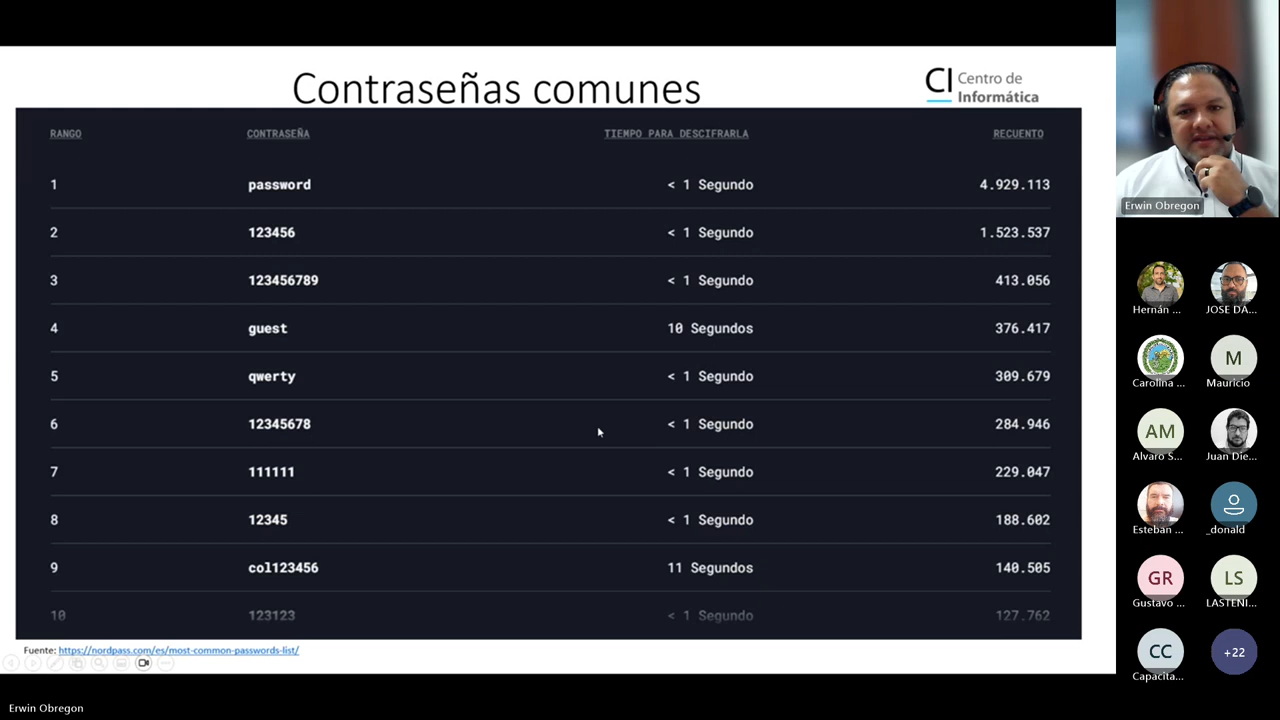 Contraseñas comunes
CI Centro de
Informática
RANGO CONTRASEÑA TIEMPO PARA DESCIFRARLA RECUENTO
1 password < 1 Segundo 4.929.113
2 123456 < 1 Segundo 1.523.537
3 123456789 < 1 Segundo 413.056
4 guest 10 Segundos 376.417
5 qwerty < 1 Segundo 309.679
6 12345678 < 1 Segundo 284.946
7 111111 < 1 Segundo 229.047
8 12345 < 1 Segundo 188.602
9 col123456 11 Segundos 140.505
10 123123 < 1 Segundo 127.762
Fuente: https://nordpass.com/es/most-common-passwords-list/
Erwin Obregon
Erwin Obregon
Hernán ... JOSE DA...
Carolina ... M Mauricio
AM Alvaro S... Juan Die...
Esteban ... _donald
GR Gustavo ... LS LASTENI...
CC Capacita... +22